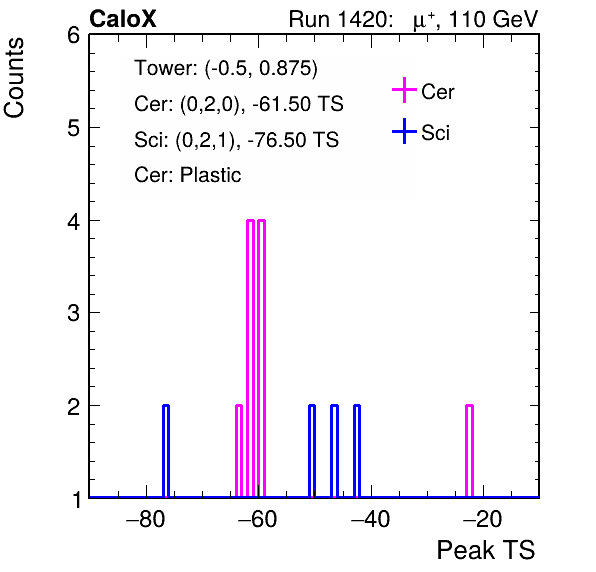 CaloX Run 1420: μ⁺, 110 GeV
Counts
Tower: (-0.5, 0.875)
Cer: (0,2,0), -61.50 TS
Sci: (0,2,1), -76.50 TS
Cer: Plastic
Cer
Sci
6
5
4
3
2
1
−80 −60 −40 −20
Peak TS